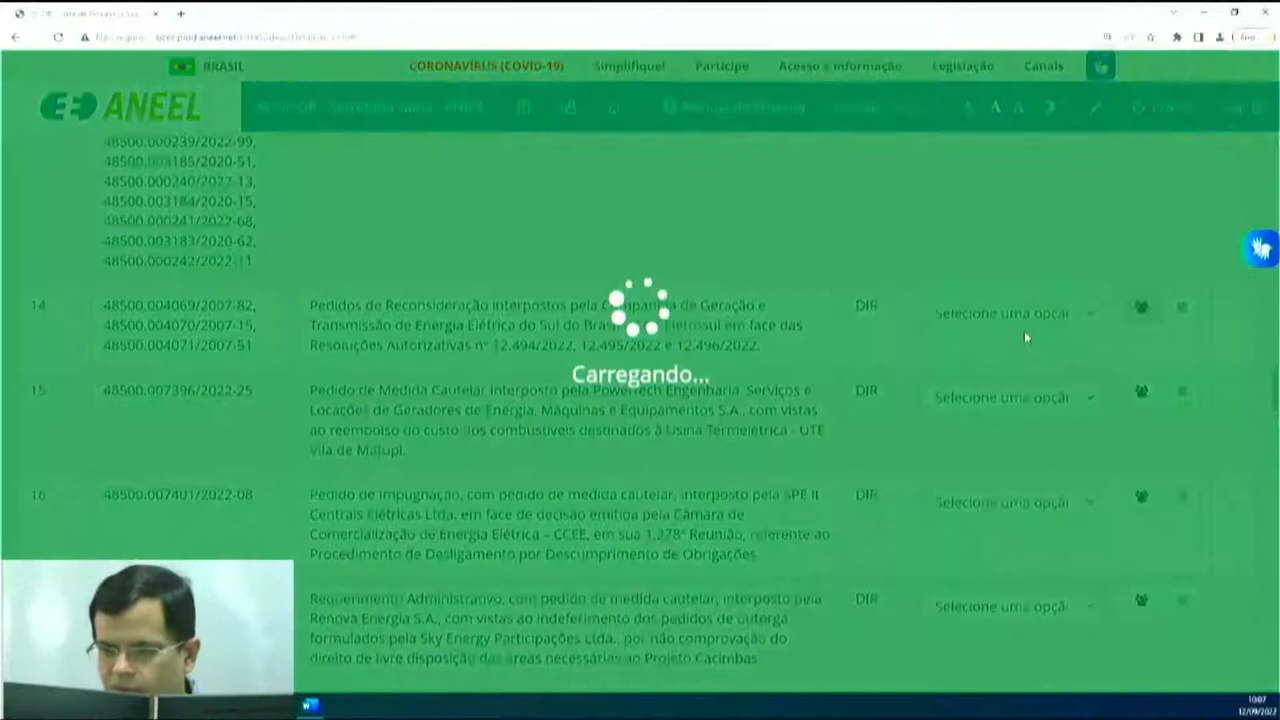 BRASIL
CORONAVÍRUS (COVID-19)
Simplifique!
Participe
Acesso à informação
Legislação
Canais
ANEEL
A A
48500.000239/2022-99,
48500.003185/2020-51,
48500.000240/2022-13,
48500.003184/2020-15,
48500.000241/2022-68,
48500.003183/2020-62,
48500.000242/2022-11
14
48500.004069/2007-82,
48500.004070/2007-15,
48500.004071/2007-51
Pedidos de Reconsideração interpostos pela Companhia de Geração e
Transmissão de Energia Elétrica do Sul do Bras Eletrosul em face das
Resoluções Autorizativas nº 12.494/2022, 12.495/2022 e 12.496/2022.
DIR
Selecione uma opçã
Carregando...
15
48500.007396/2022-25
Pedido de Medida Cautelar interposto pela Powertech Engenharia, Serviços e
Locações de Geradores de Energia, Máquinas e Equipamentos S.A., com vistas
ao reembolso do custo dos combustíveis destinados à Usina Termelétrica - UTE
Vila de Matupi.
DIR
Selecione uma opçã
16
48500.007401/2022-08
Pedido de Impugnação, com pedido de medida cautelar, interposto pela SPE II
Centrais Elétricas Ltda. em face de decisão emitida pela Câmara de
Comercialização de Energia Elétrica – CCEE, em sua 1.278ª Reunião, referente ao
Procedimento de Desligamento por Descumprimento de Obrigações
DIR
Selecione uma opçã
Requerimento Administrativo, com pedido de medida cautelar, interposto pela
Renova Energia S.A., com vistas ao indeferimento dos pedidos de outorga
formulados pela Sky Energy Participações Ltda., por não comprovação do
direito de livre disposição das áreas necessárias ao Projeto Cacimbas
DIR
Selecione uma opçã
10:07
12/09/2022